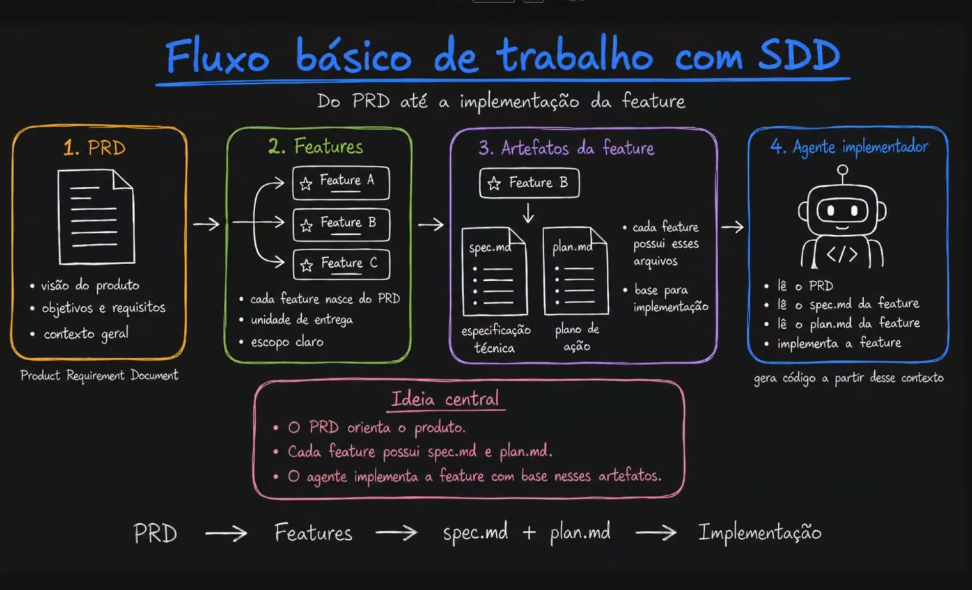 Fluxo básico de trabalho com SDD
Do PRD até a implementação da feature
1. PRD
• visão do produto
• objetivos e requisitos
• contexto geral
Product Requirement Document
2. Features
Feature A
Feature B
Feature C
• cada feature nasce do PRD
• unidade de entrega
• escopo claro
3. Artefatos da feature
Feature B
spec.md
especificação
técnica
plan.md
plano de
ação
• cada feature
possui esses
arquivos
• base para
implementação
4. Agente implementador
</>
• lê o PRD
• lê o spec.md da feature
• lê o plan.md da feature
• implementa a feature
gera código a partir desse contexto
Ideia central
• O PRD orienta o produto.
• Cada feature possui spec.md e plan.md.
• O agente implementa a feature com base nesses artefatos.
PRD → Features → spec.md + plan.md → Implementação